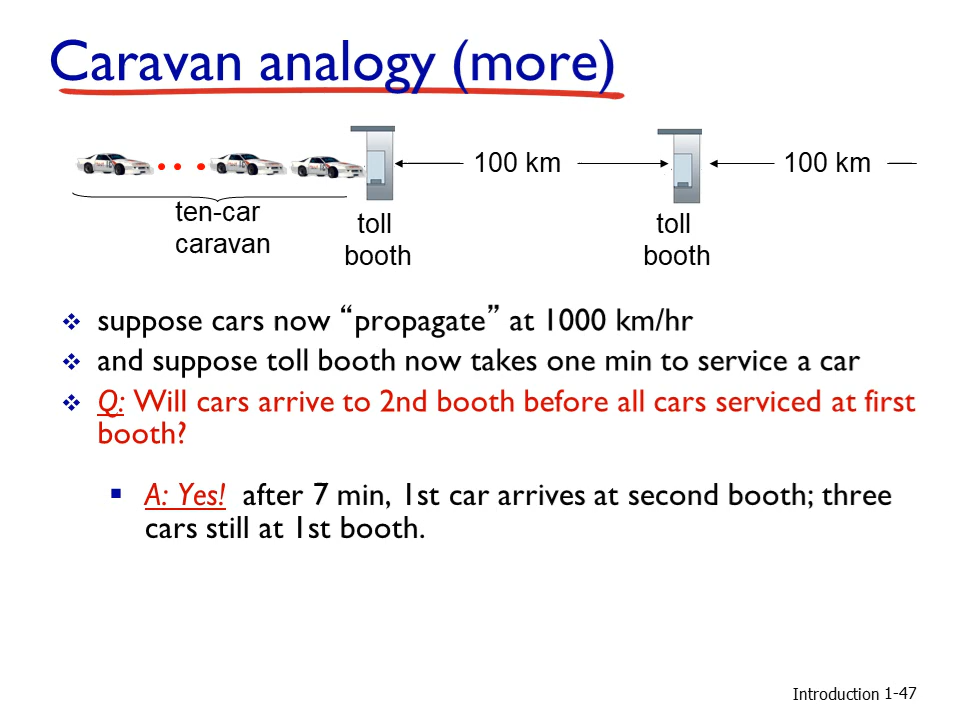 Caravan analogy (more)
100 km
100 km
ten-car
caravan
toll
booth
toll
booth
suppose cars now “propagate” at 1000 km/hr
and suppose toll booth now takes one min to service a car
Q: Will cars arrive to 2nd booth before all cars serviced at first
booth?
A: Yes! after 7 min, 1st car arrives at second booth; three
cars still at 1st booth.
Introduction 1-47